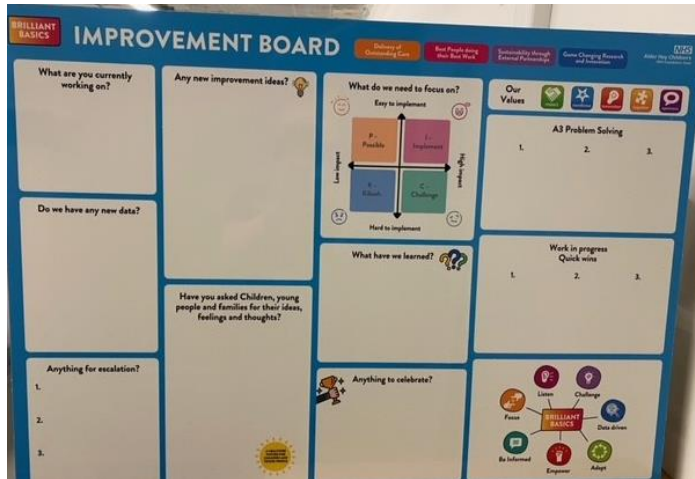 BRILLIANT
BASICS
IMPROVEMENT BOARD
Delivery of
Outstanding Care
Best People doing
their Best Work
Sustainability through
External Partnerships
Game Changing Research
and Innovation
NHS
Alder Hey Children's
What are you currently
working on?
Do we have any new data?
Anything for escalation?
1.
2.
3.
Any new improvement ideas?
Have you asked Children, young
people and families for their ideas,
feelings and thoughts?
What do we need to focus on?
Easy to implement
Low impact
High impact
P -
Possible
I -
Implement
K -
Kibosh
C -
Challenge
Hard to implement
What have we learned?
Anything to celebrate?
Our
Values
A3 Problem Solving
1.
2.
3.
Work in progress
Quick wins
1.
2.
3.
Listen
Challenge
Focus
BRILLIANT
BASICS
Data driven
Be Informed
Empower
Adapt